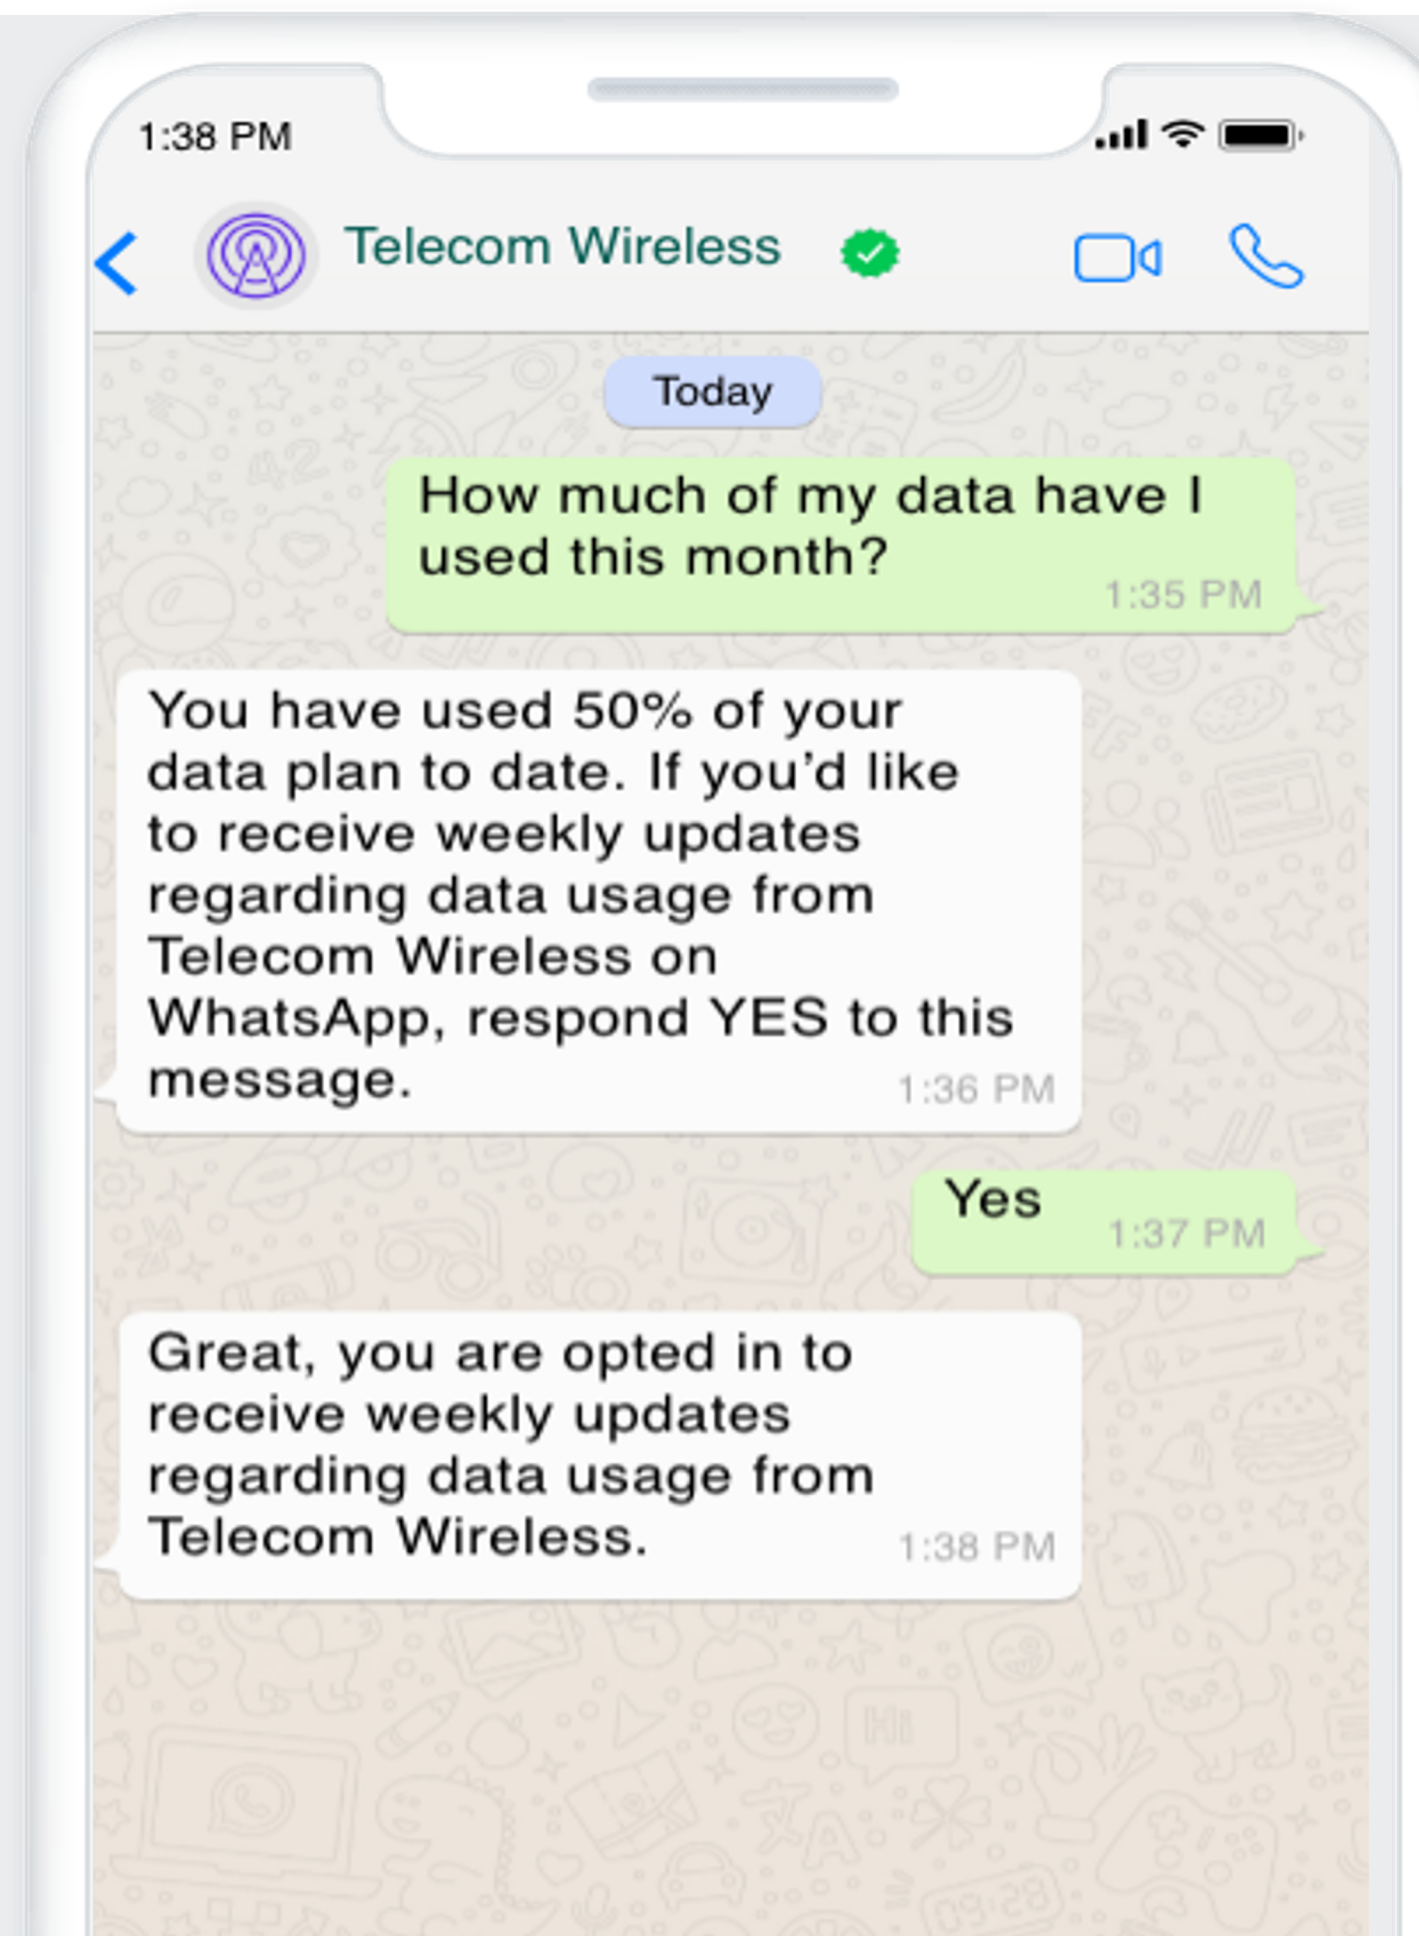 1:38 PM
Telecom Wireless
Today
How much of my data have I
used this month?
1:35 PM
You have used 50% of your
data plan to date. If you’d like
to receive weekly updates
regarding data usage from
Telecom Wireless on
WhatsApp, respond YES to this
message.
1:36 PM
Yes
1:37 PM
Great, you are opted in to
receive weekly updates
regarding data usage from
Telecom Wireless.
1:38 PM
Hi
09:28